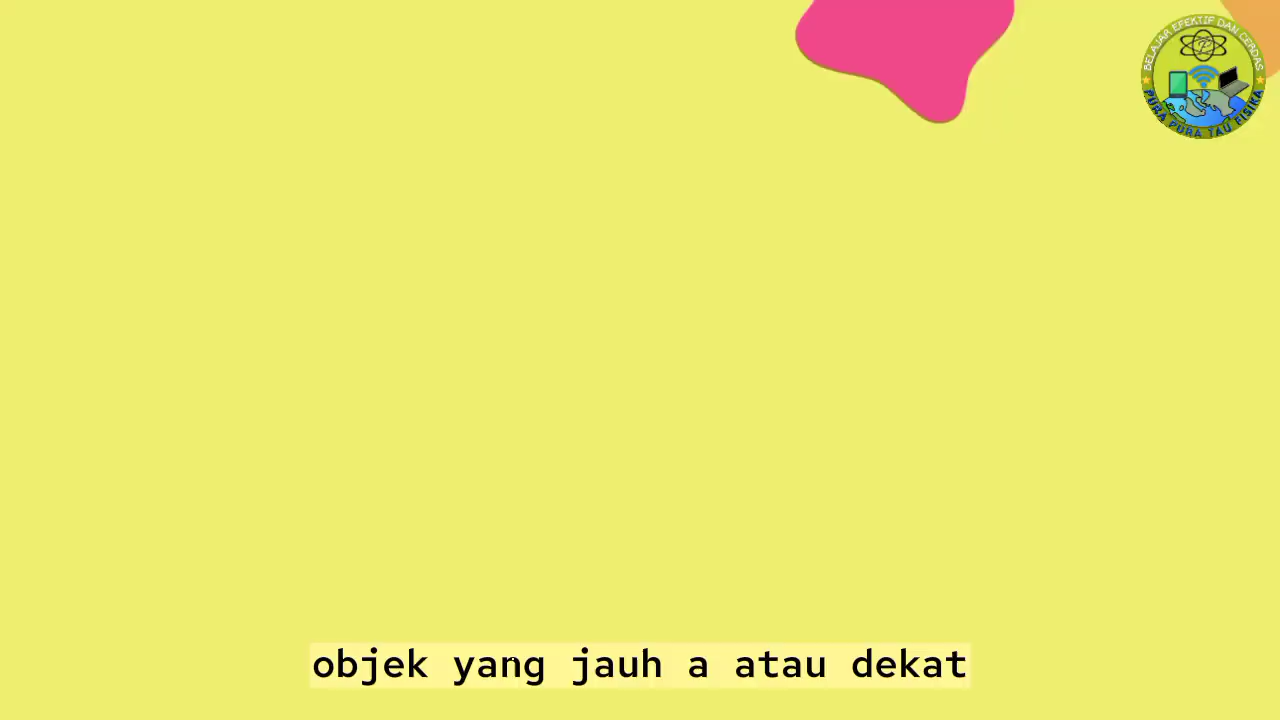 BELAJAR EFEKTIF DAN CERDAS
PURA PURA TAU FISIKA
objek yang jauh a atau dekat